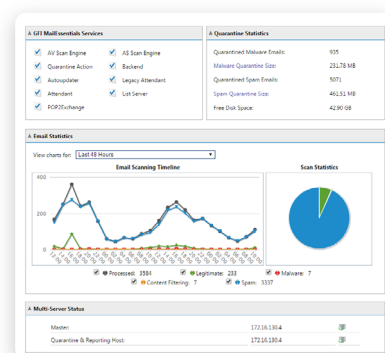 GFI MailEssentials Services
AV Scan Engine
AS Scan Engine
Quarantine Action
Backend
Autoupdater
Legacy Attendant
Attendant
List Server
POP2Exchange
Quarantine Statistics
Quarantined Malware Emails: 935
Malware Quarantine Size: 231.78 MB
Quarantined Spam Emails: 5071
Spam Quarantine Size: 461.51 MB
Free Disk Space: 42.90 GB
Email Statistics
View charts for: Last 48 Hours
Email Scanning Timeline
400
200
0
Processed: 3584
Legitimate: 233
Malware: 7
Content Filtering: 7
Spam: 3337
Scan Statistics
Multi-Server Status
Master: 172.16.130.4
Quarantine & Reporting Host: 172.16.130.4